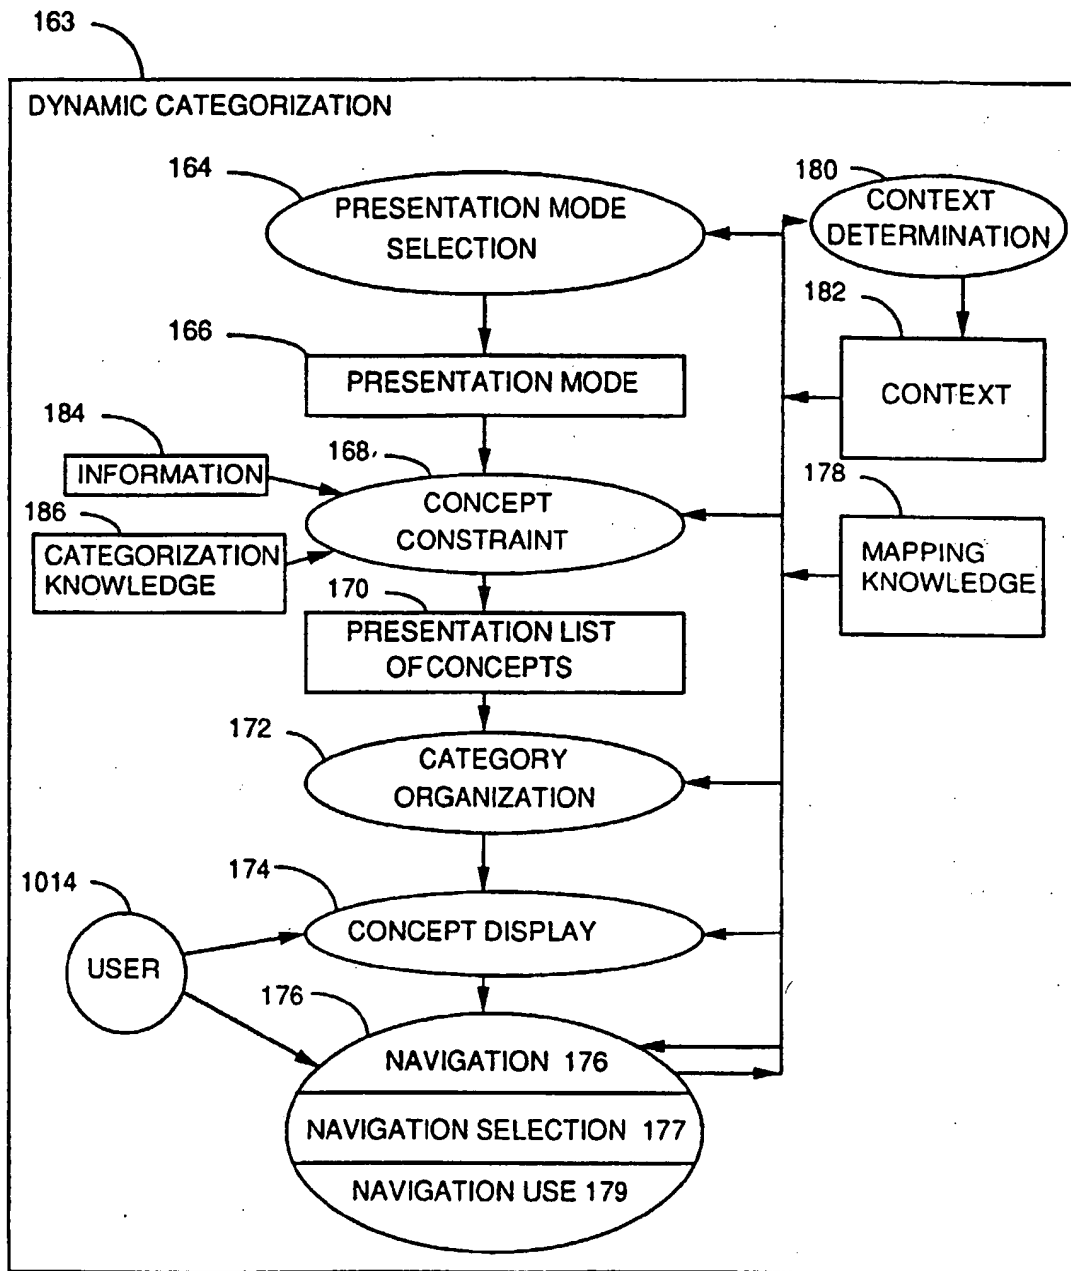 163
DYNAMIC CATEGORIZATION
164
PRESENTATION MODE
SELECTION
180
CONTEXT
DETERMINATION
166
PRESENTATION MODE
182
CONTEXT
184
INFORMATION
168
CONCEPT
CONSTRAINT
178
MAPPING
KNOWLEDGE
186
CATEGORIZATION
KNOWLEDGE
170
PRESENTATION LIST
OF CONCEPTS
172
CATEGORY
ORGANIZATION
174
CONCEPT DISPLAY
1014
USER
176
NAVIGATION 176
NAVIGATION SELECTION 177
NAVIGATION USE 179